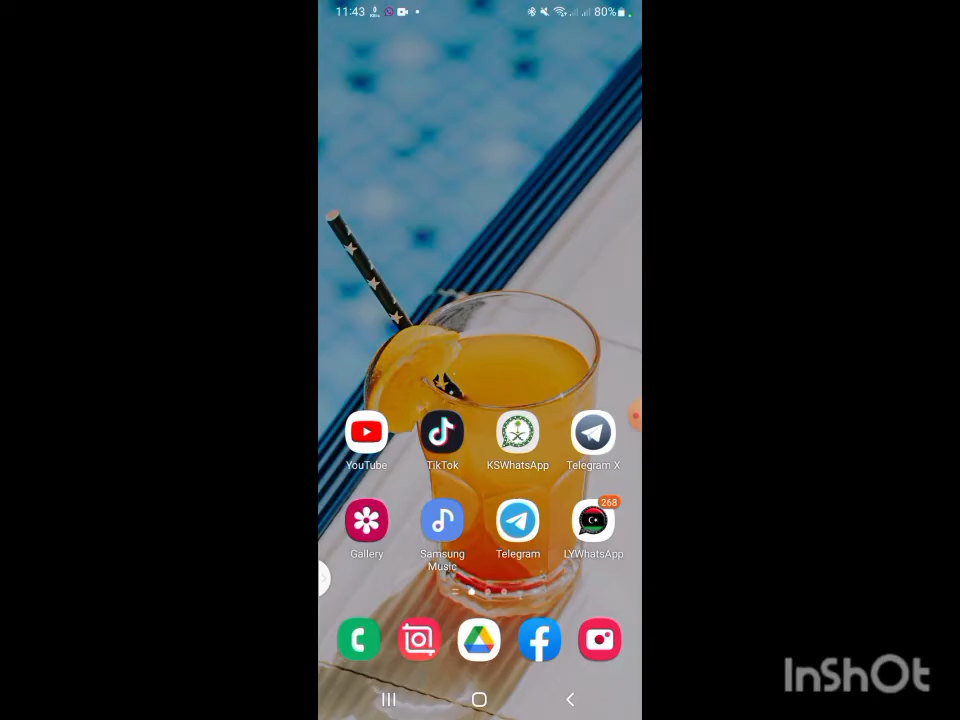 11:43
80%
YouTube
TikTok
KSWhatsApp
Telegram X
268
Gallery
Samsung
Music
Telegram
LYWhatsApp
InShOt